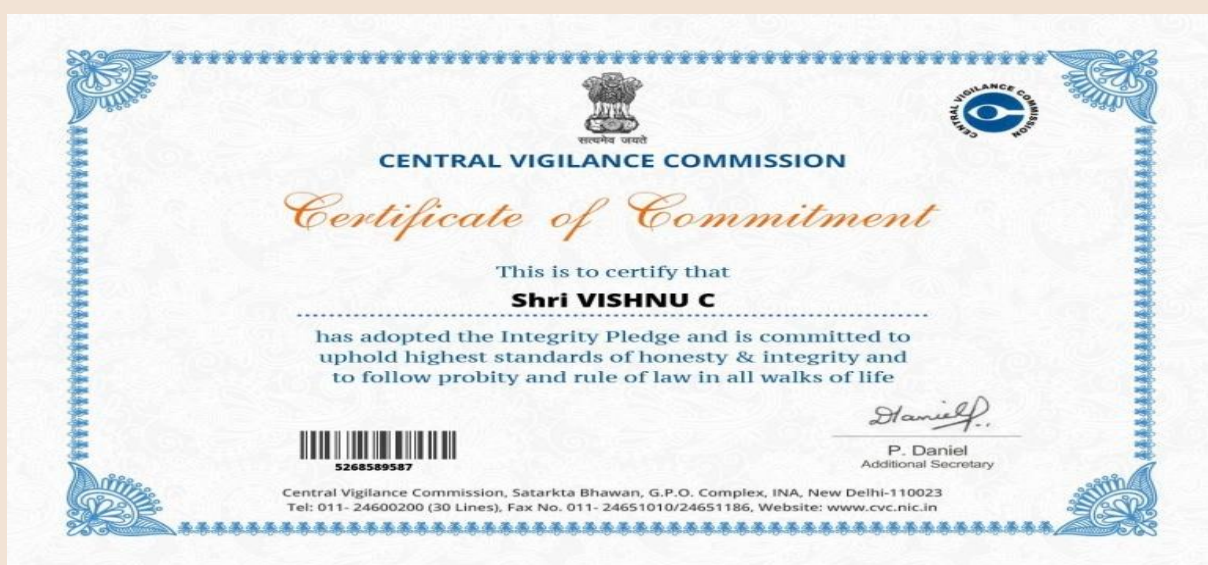 सत्यमेव जयते
CENTRAL VIGILANCE COMMISSION
CENTRAL VIGILANCE COMMISSION
Certificate of Commitment
This is to certify that
Shri VISHNU C
has adopted the Integrity Pledge and is committed to
uphold highest standards of honesty & integrity and
to follow probity and rule of law in all walks of life
Daniel P.
5268589587
P. Daniel
Additional Secretary
Central Vigilance Commission, Satarkta Bhawan, G.P.O. Complex, INA, New Delhi-110023
Tel: 011- 24600200 (30 Lines), Fax No. 011- 24651010/24651186, Website: www.cvc.nic.in